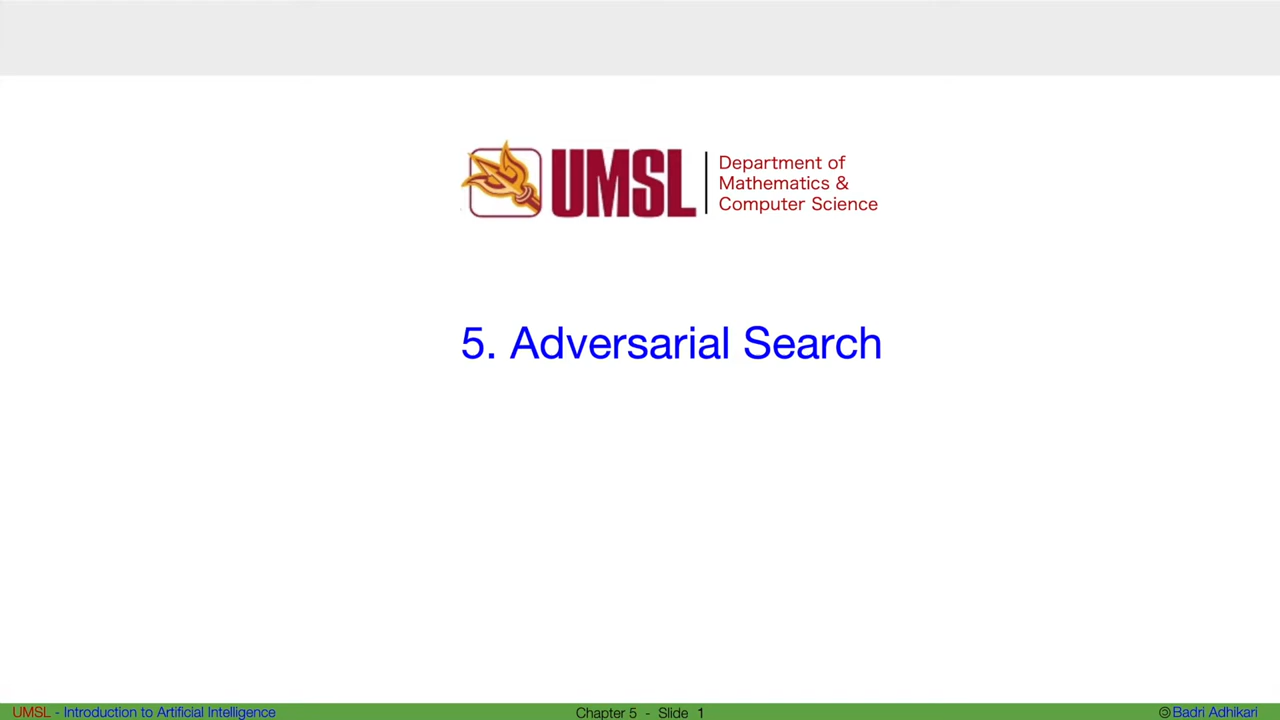 UMSL
Department of
Mathematics &
Computer Science
5. Adversarial Search
UMSL - Introduction to Artificial Intelligence
Chapter 5 - Slide 1
© Badri Adhikari